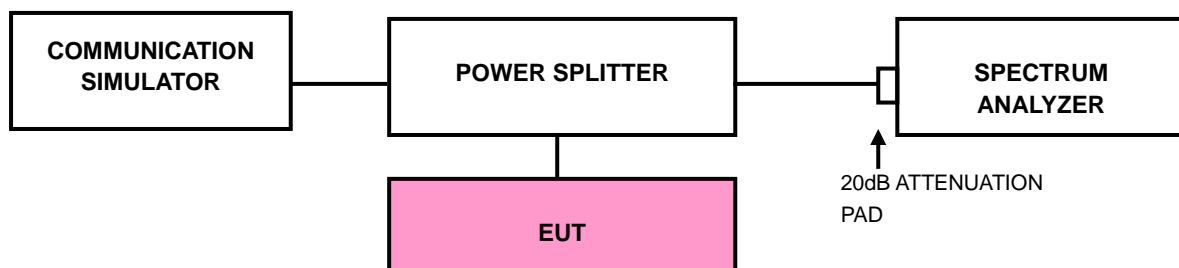 COMMUNICATION
SIMULATOR
POWER SPLITTER
SPECTRUM
ANALYZER
20dB ATTENUATION
PAD
EUT